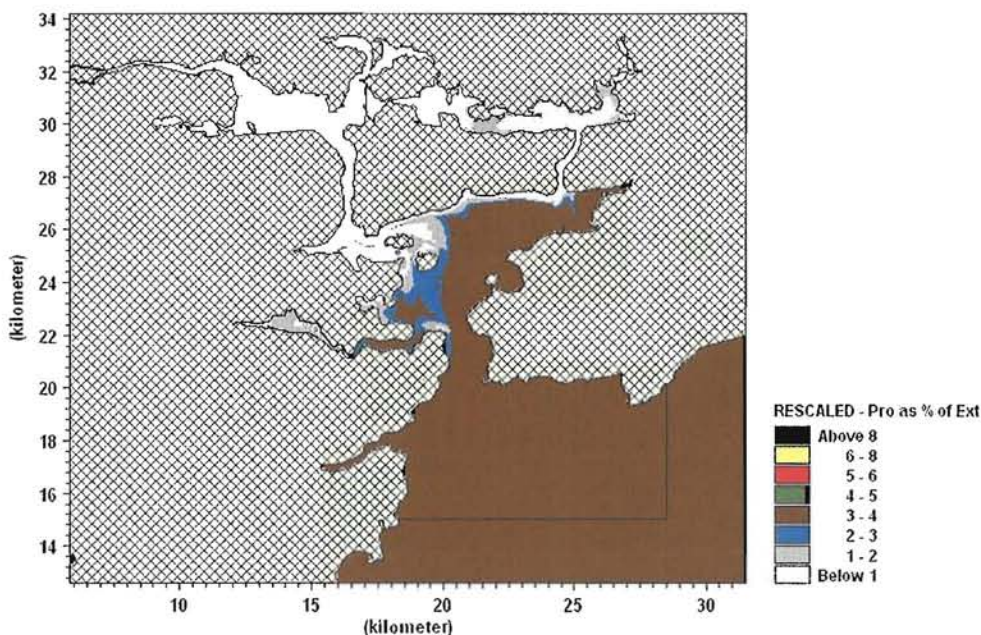 34
32
30
28
26
24
22
20
18
16
14
(kilometer)
10 15 20 25 30
(kilometer)
RESCALED - Pro as % of Ext
Above 8
6 - 8
5 - 6
4 - 5
3 - 4
2 - 3
1 - 2
Below 1